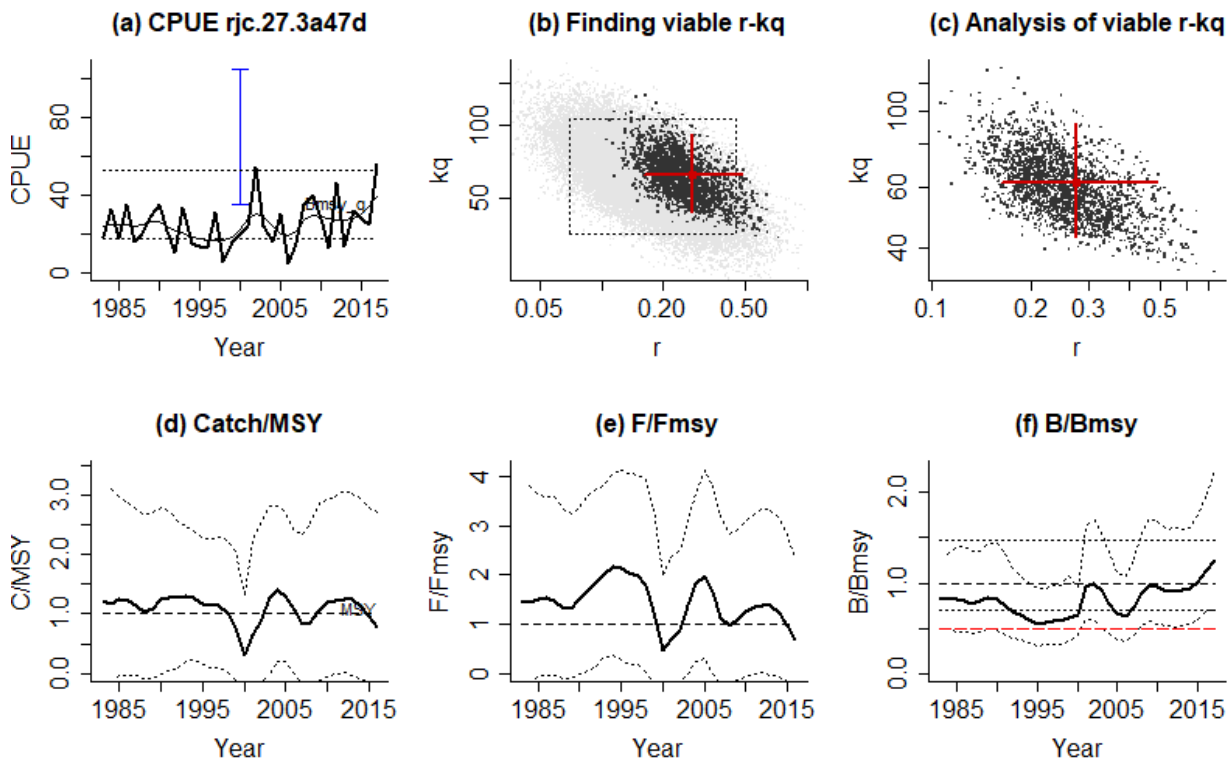 (a) CPUE rjc.27.3a47d
(b) Finding viable r-kq
(c) Analysis of viable r-kq
CPUE
0 40 80
Bmsy_q
1985 1995 2005 2015
Year
kq
50 100
0.05 0.20 0.50
r
kq
40 60 100
0.1 0.2 0.3 0.5
r
(d) Catch/MSY
(e) F/Fmsy
(f) B/Bmsy
C/MSY
0.0 1.0 2.0 3.0
MSY
1985 1995 2005 2015
Year
F/Fmsy
0 1 2 3 4
1985 1995 2005 2015
Year
B/Bmsy
0.0 1.0 2.0
1985 1995 2005 2015
Year